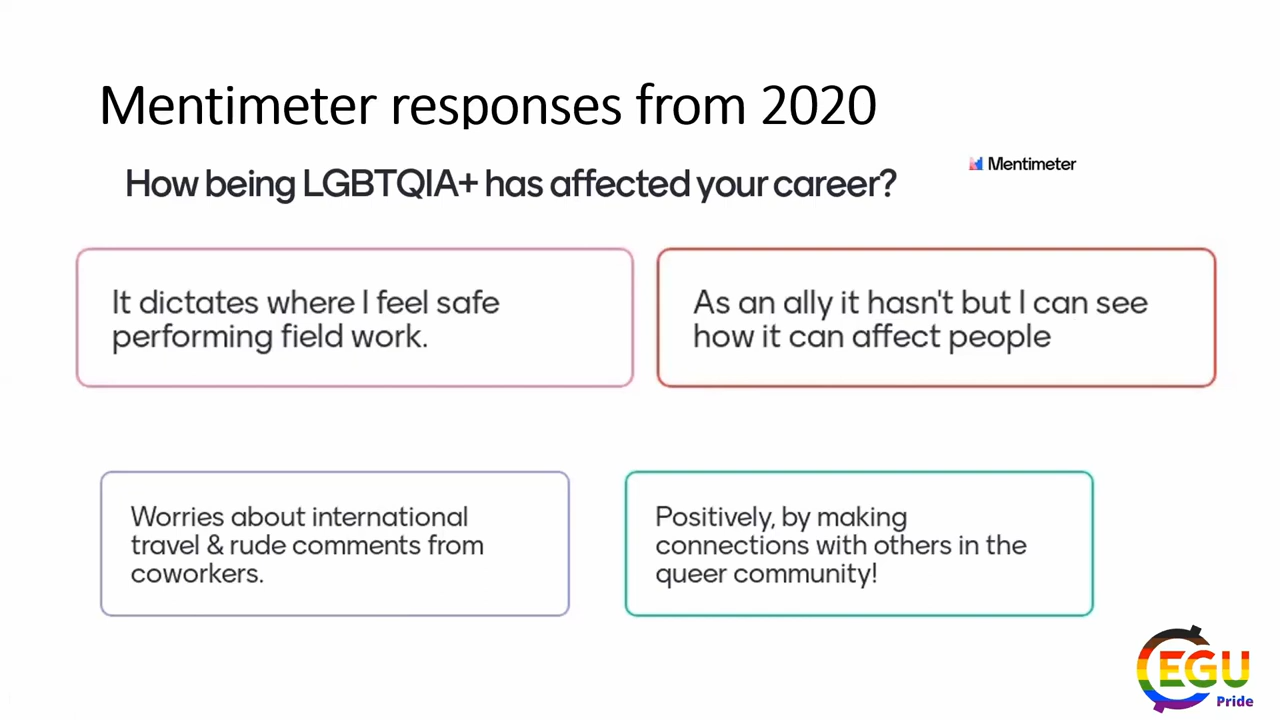 Mentimeter responses from 2020
How being LGBTQIA+ has affected your career?
Mentimeter
It dictates where I feel safe
performing field work.
As an ally it hasn't but I can see
how it can affect people
Worries about international
travel & rude comments from
coworkers.
Positively, by making
connections with others in the
queer community!
EGU
Pride